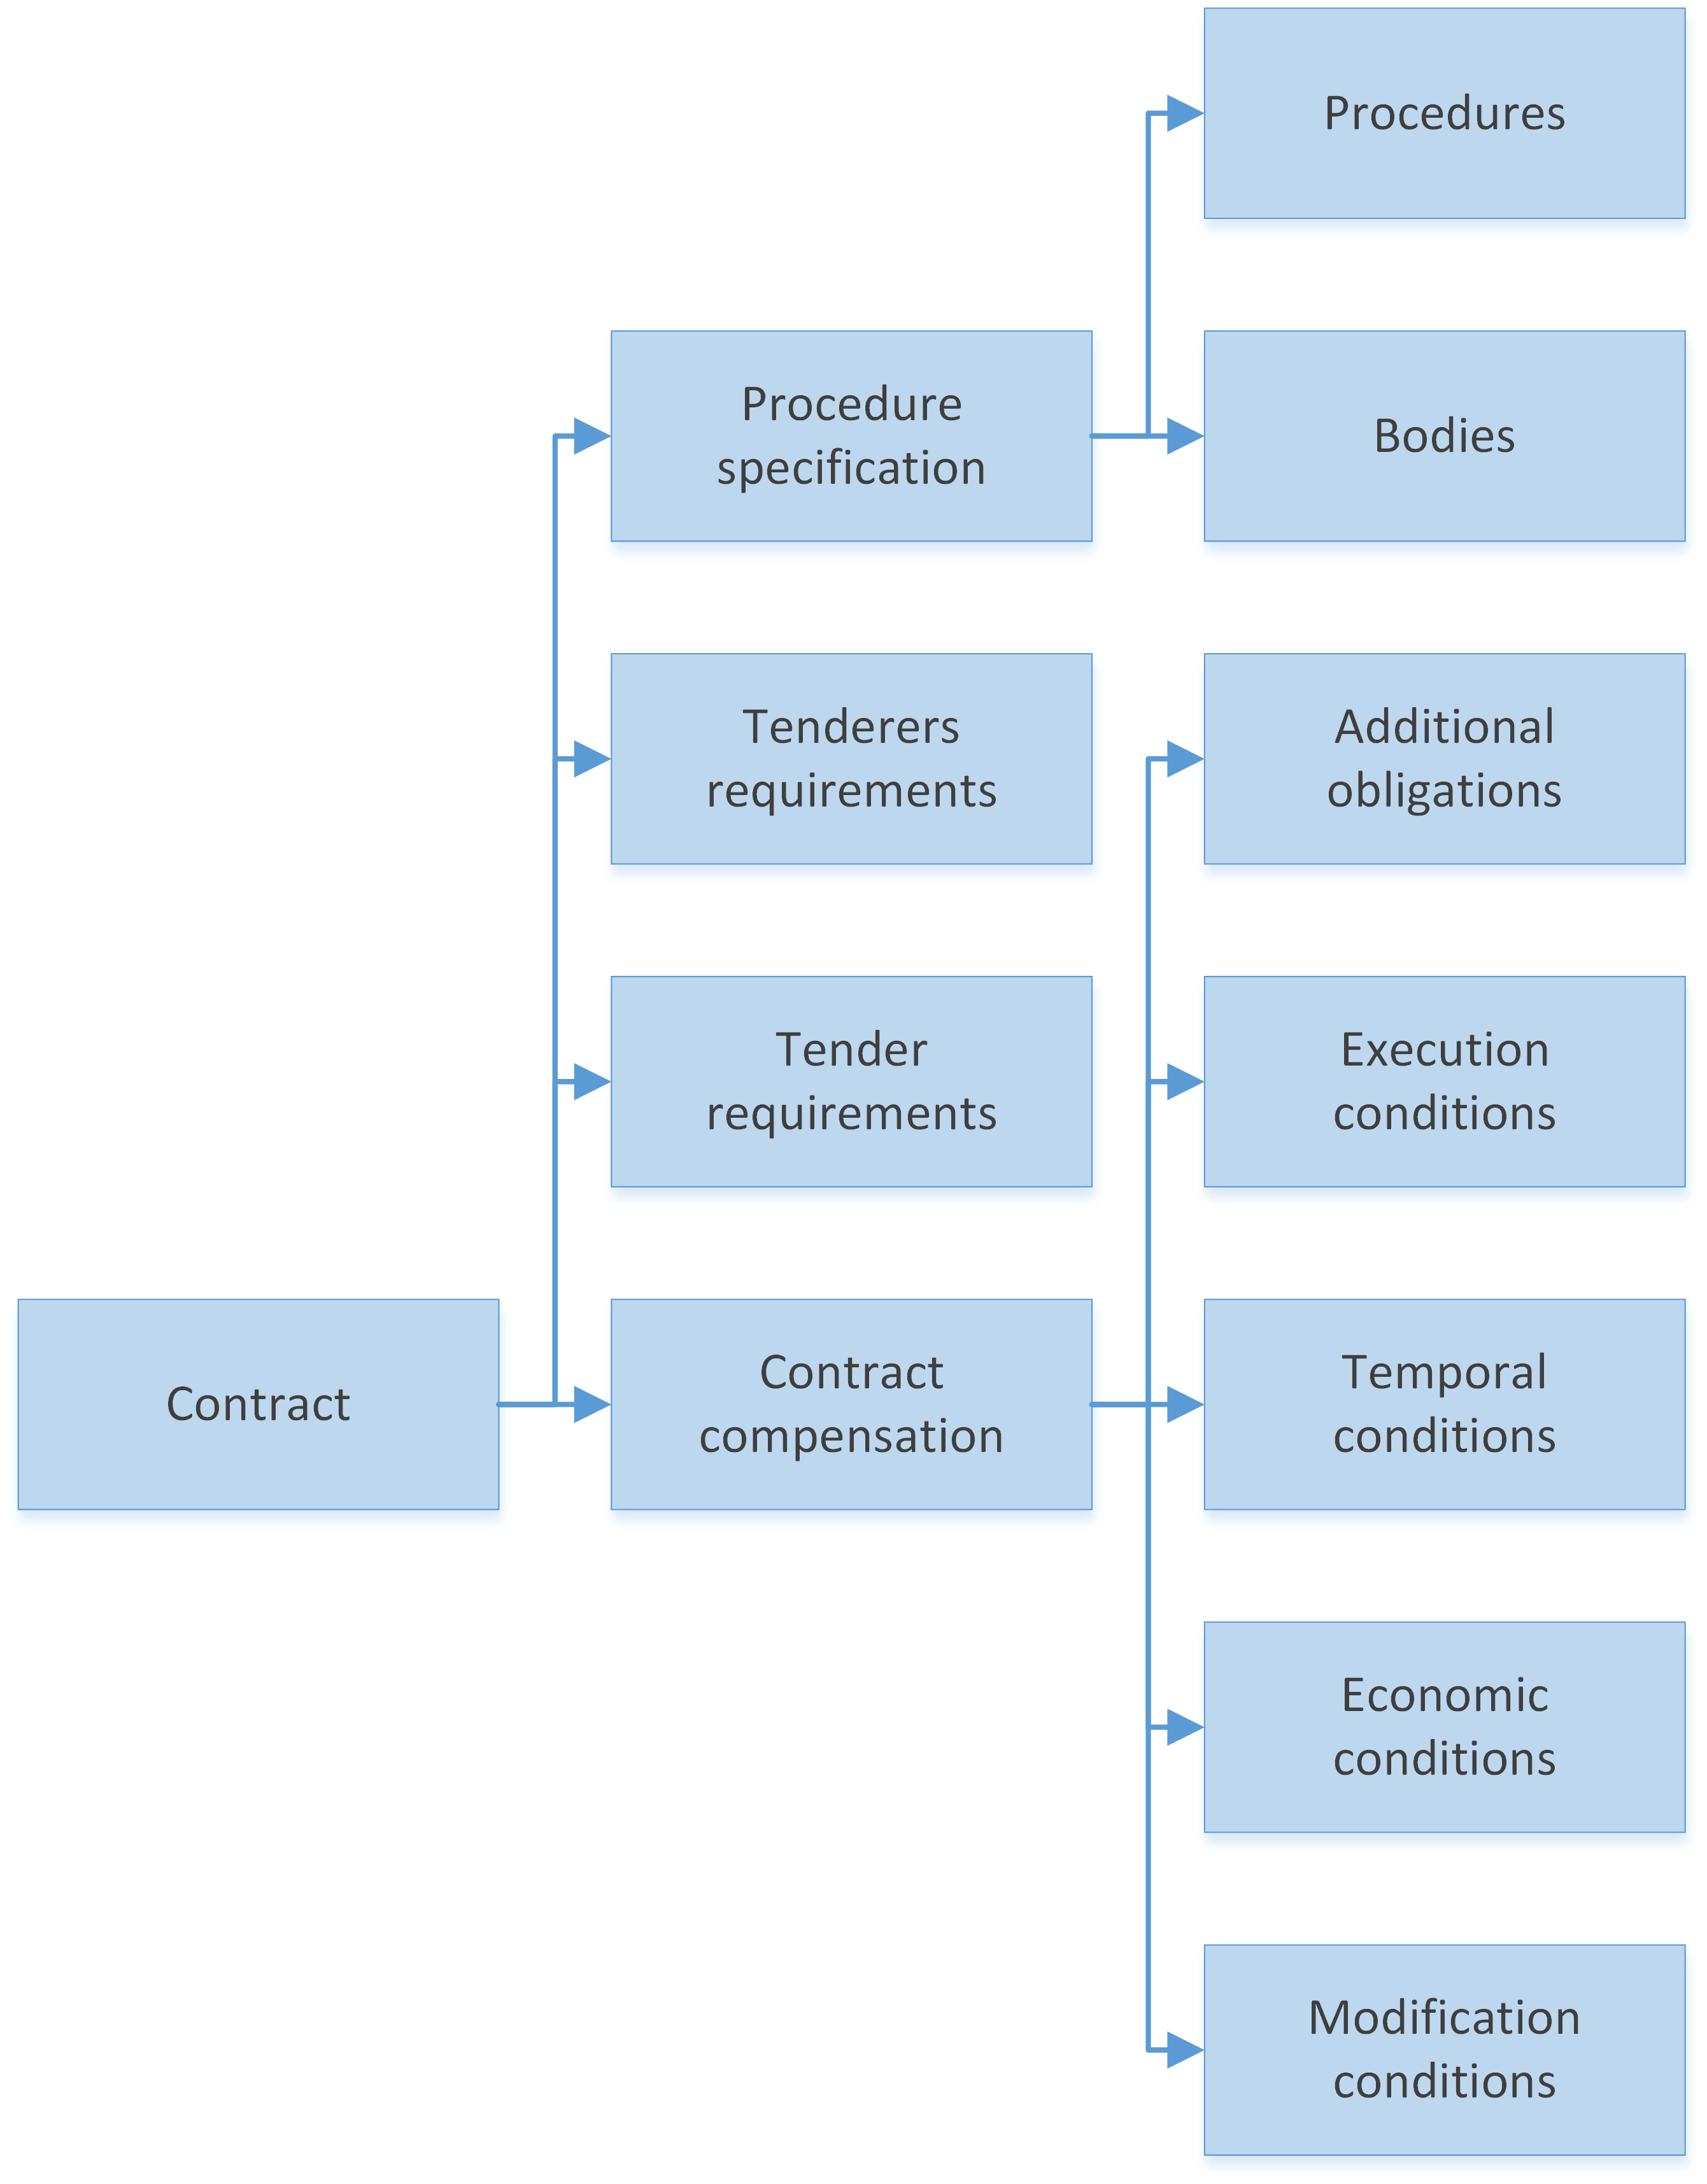 Procedures
Procedure
specification
Bodies
Tenderers
requirements
Additional
obligations
Tender
requirements
Execution
conditions
Contract
Contract
compensation
Temporal
conditions
Economic
conditions
Modification
conditions